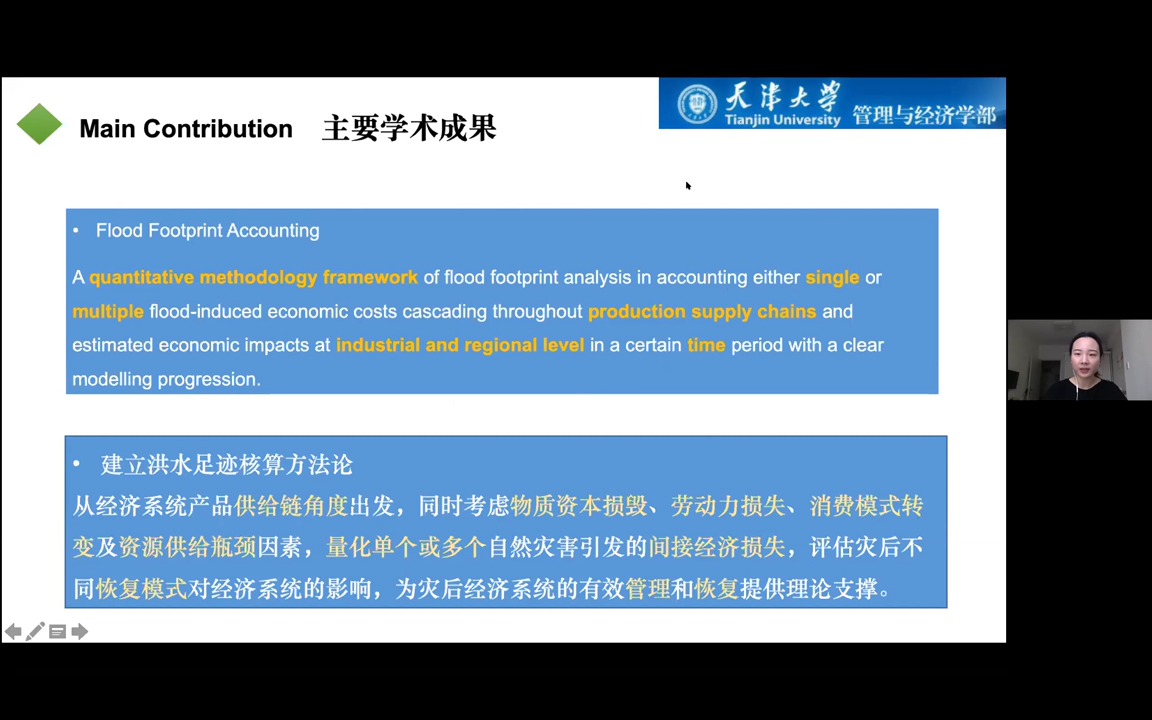 天津大学
Tianjin University
管理与经济学部
Main Contribution 主要学术成果
• Flood Footprint Accounting
A quantitative methodology framework of flood footprint analysis in accounting either single or
multiple flood-induced economic costs cascading throughout production supply chains and
estimated economic impacts at industrial and regional level in a certain time period with a clear
modelling progression.
• 建立洪水足迹核算方法论
从经济系统产品供给链角度出发，同时考虑物质资本损毁、劳动力损失、消费模式转
变及资源供给瓶颈因素，量化单个或多个自然灾害引发的间接经济损失，评估灾后不
同恢复模式对经济系统的影响，为灾后经济系统的有效管理和恢复提供理论支撑。